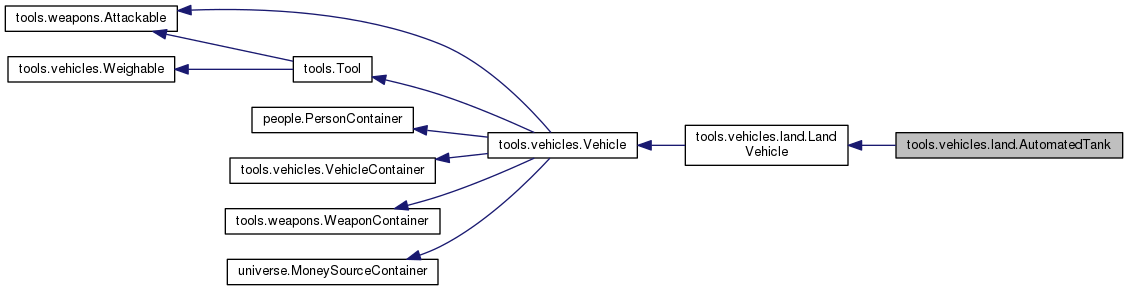 tools.weapons.Attackable
tools.vehicles.Weighable
tools.Tool
people.PersonContainer
tools.vehicles.VehicleContainer
tools.weapons.WeaponContainer
universe.MoneySourceContainer
tools.vehicles.Vehicle
tools.vehicles.land.Land
Vehicle
tools.vehicles.land.AutomatedTank